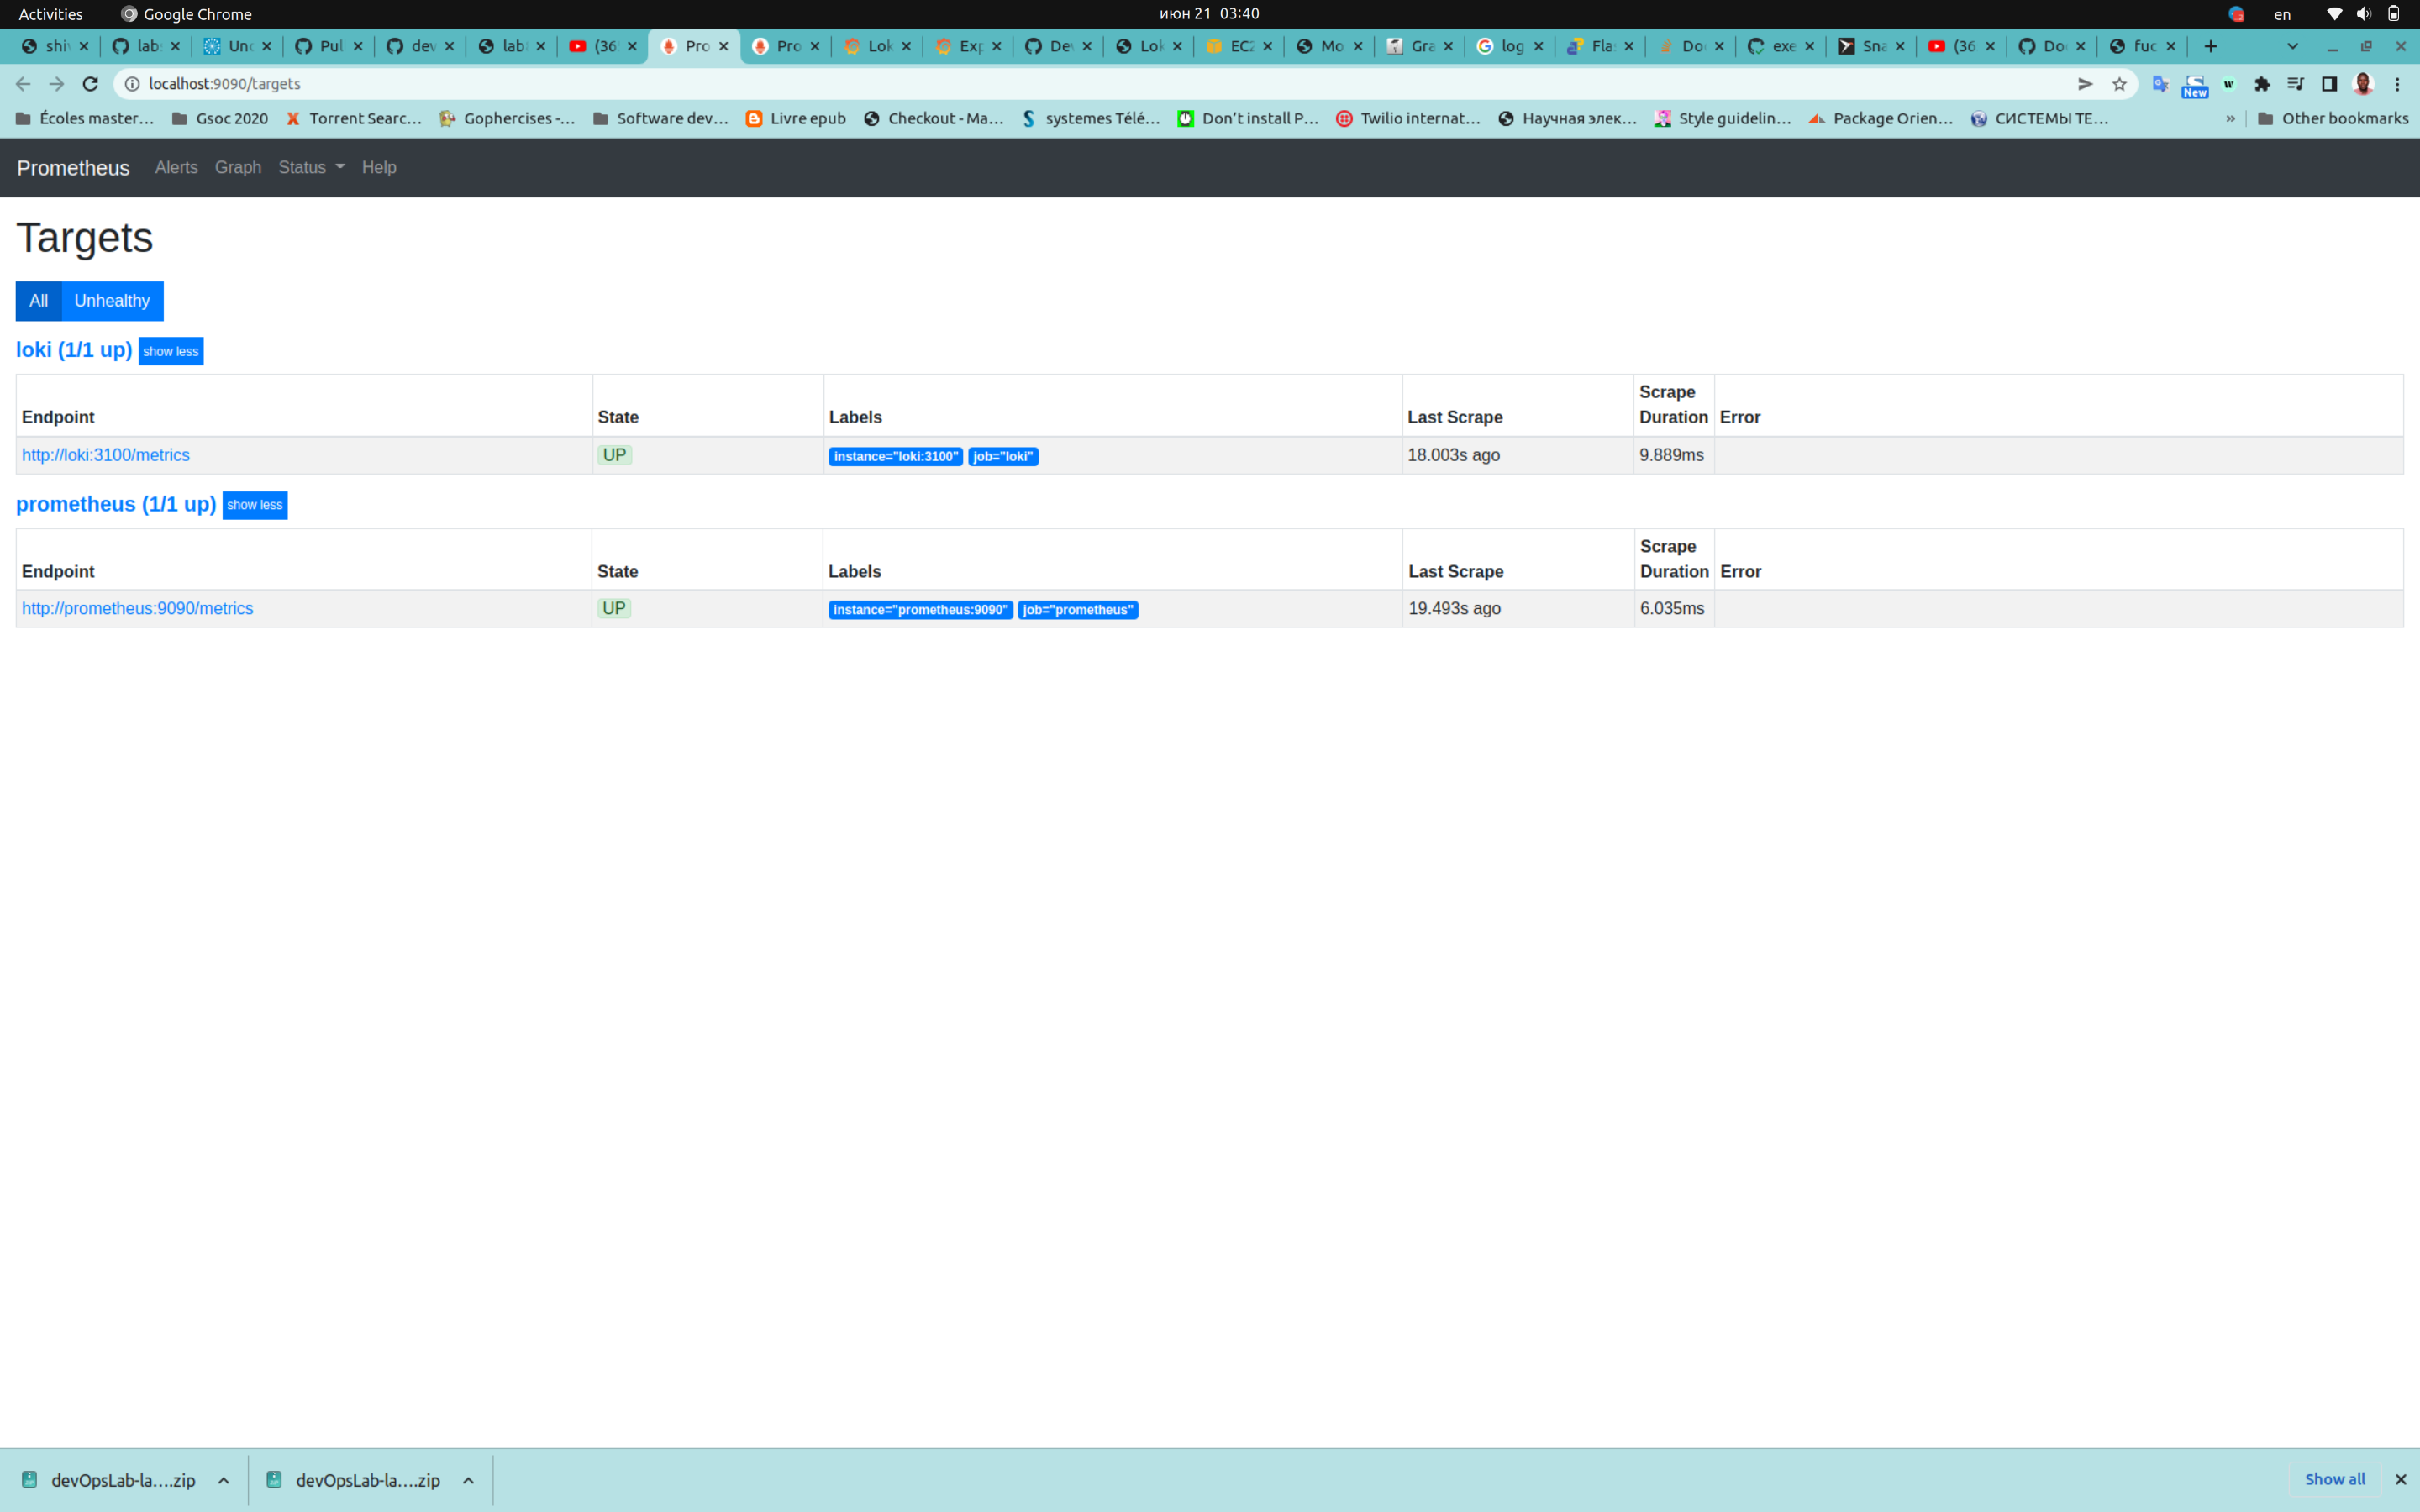 Activities Google Chrome июн 21 03:40 en
shi lab Unc Pul dev lab (36 Pro Pro Lok Exp De Lok EC2 Mo Gra log Fla Do exe Sna (36 Do fuc
localhost:9090/targets New
Écoles master... Gsoc 2020 Torrent Searc... Gophercises -... Software dev... Livre epub Checkout - Ma... systemes Télé... Don't install P... Twilio internat... Научная элек... Style guidelin... Package Orien... СИСТЕМЫ ТЕ... » Other bookmarks
Prometheus Alerts Graph Status Help
Targets
All Unhealthy
loki (1/1 up) show less
Endpoint State Labels Last Scrape Scrape Duration Error
http://loki:3100/metrics UP instance="loki:3100" job="loki" 18.003s ago 9.889ms
prometheus (1/1 up) show less
Endpoint State Labels Last Scrape Scrape Duration Error
http://prometheus:9090/metrics UP instance="prometheus:9090" job="prometheus" 19.493s ago 6.035ms
devOpsLab-la....zip devOpsLab-la....zip Show all